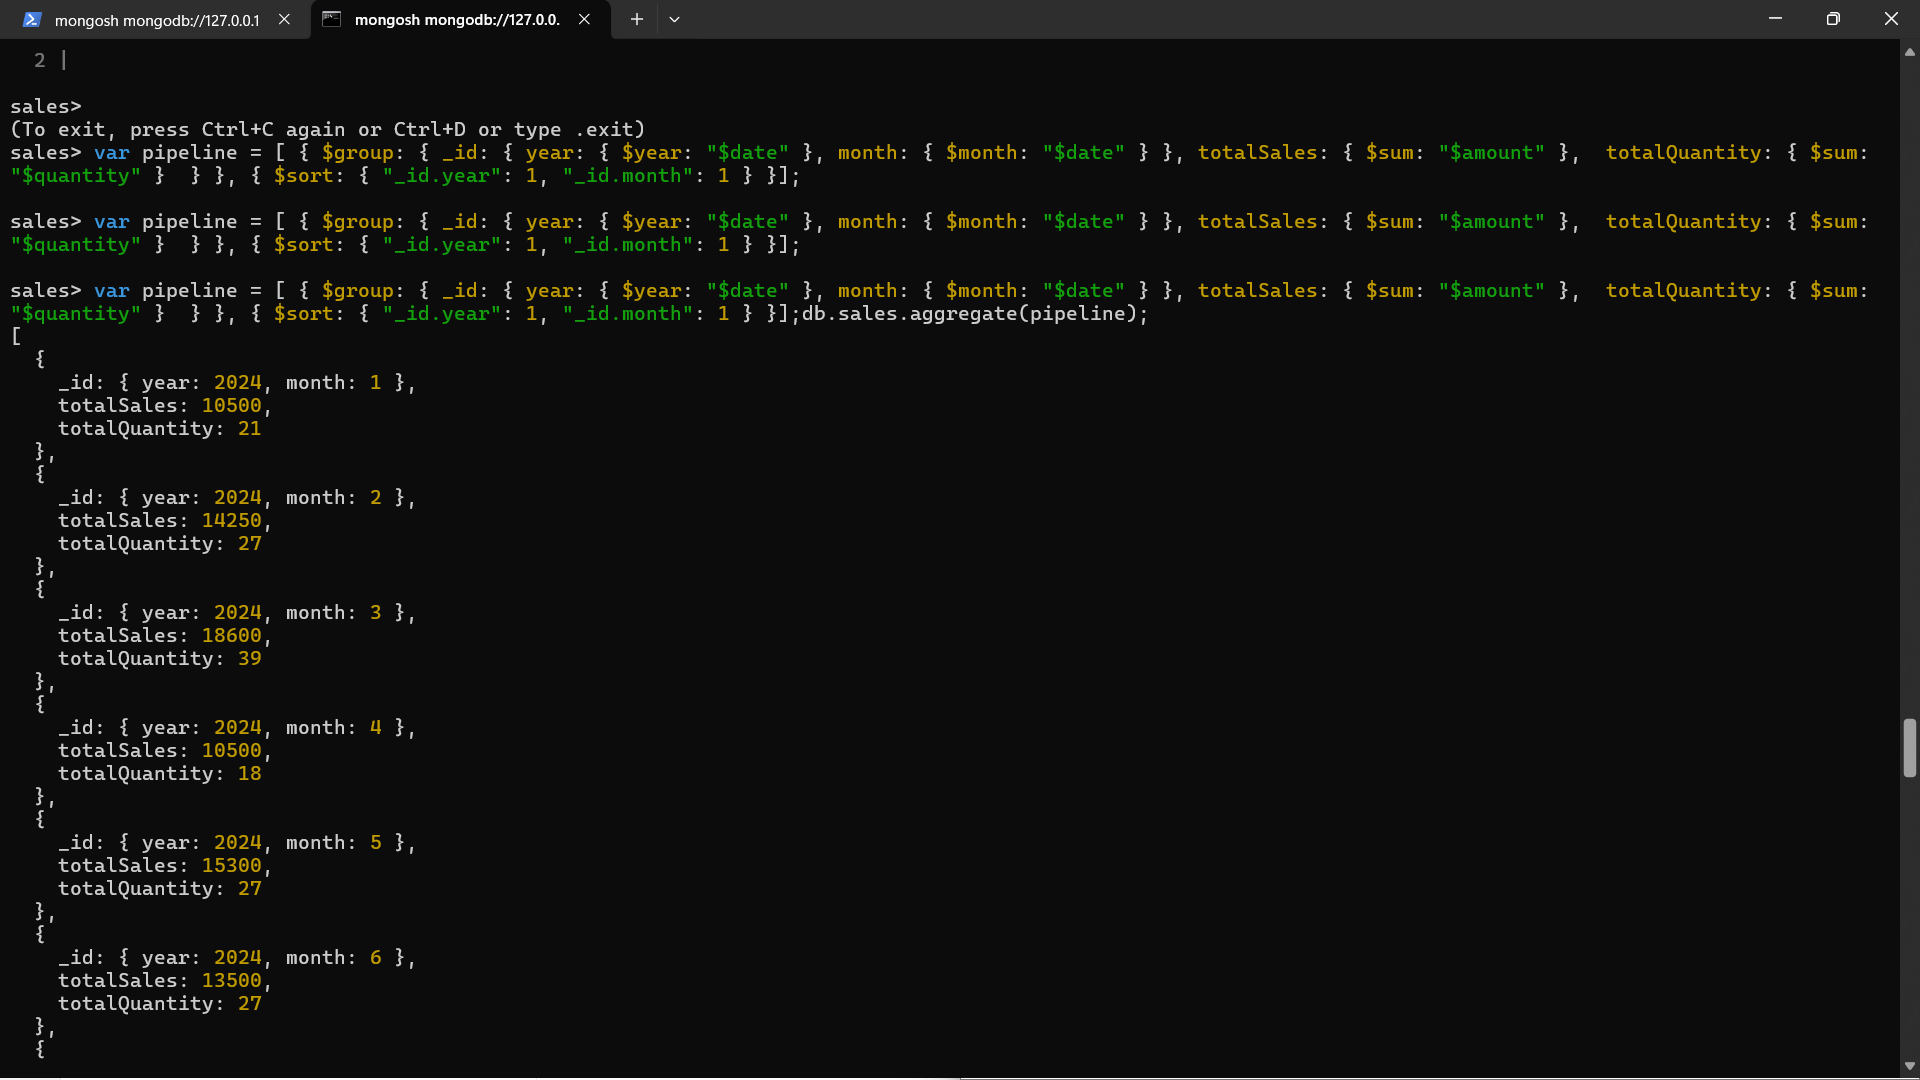 mongosh mongodb://127.0.0.1
mongosh mongodb://127.0.0.
2
sales>
(To exit, press Ctrl+C again or Ctrl+D or type .exit)
sales> var pipeline = [ { $group: { _id: { year: { $year: "$date" }, month: { $month: "$date" } }, totalSales: { $sum: "$amount" },  totalQuantity: { $sum:
"$quantity" }  } }, { $sort: { "_id.year": 1, "_id.month": 1 } }];
sales> var pipeline = [ { $group: { _id: { year: { $year: "$date" }, month: { $month: "$date" } }, totalSales: { $sum: "$amount" },  totalQuantity: { $sum:
"$quantity" }  } }, { $sort: { "_id.year": 1, "_id.month": 1 } }];
sales> var pipeline = [ { $group: { _id: { year: { $year: "$date" }, month: { $month: "$date" } }, totalSales: { $sum: "$amount" },  totalQuantity: { $sum:
"$quantity" }  } }, { $sort: { "_id.year": 1, "_id.month": 1 } }];db.sales.aggregate(pipeline);
[
  {
    _id: { year: 2024, month: 1 },
    totalSales: 10500,
    totalQuantity: 21
  },
  {
    _id: { year: 2024, month: 2 },
    totalSales: 14250,
    totalQuantity: 27
  },
  {
    _id: { year: 2024, month: 3 },
    totalSales: 18600,
    totalQuantity: 39
  },
  {
    _id: { year: 2024, month: 4 },
    totalSales: 10500,
    totalQuantity: 18
  },
  {
    _id: { year: 2024, month: 5 },
    totalSales: 15300,
    totalQuantity: 27
  },
  {
    _id: { year: 2024, month: 6 },
    totalSales: 13500,
    totalQuantity: 27
  },
  {